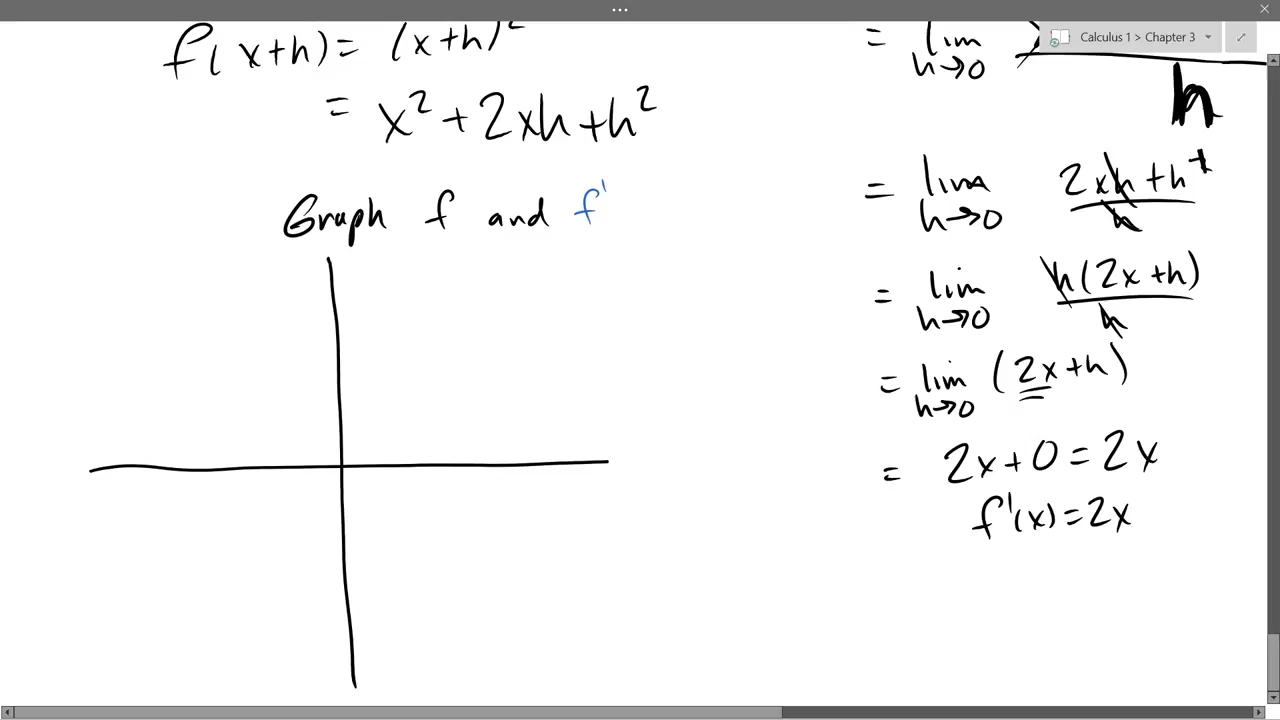 Calculus 1 > Chapter 3
f(x+h) = (x+h)²
= x² + 2xh + h²
Graph f and f'
= lim h→0
h
= lim h→0 2xh + h² / h
= lim h→0 h(2x+h) / h
= lim h→0 (2x+h)
= 2x+0 = 2x
f'(x) = 2x